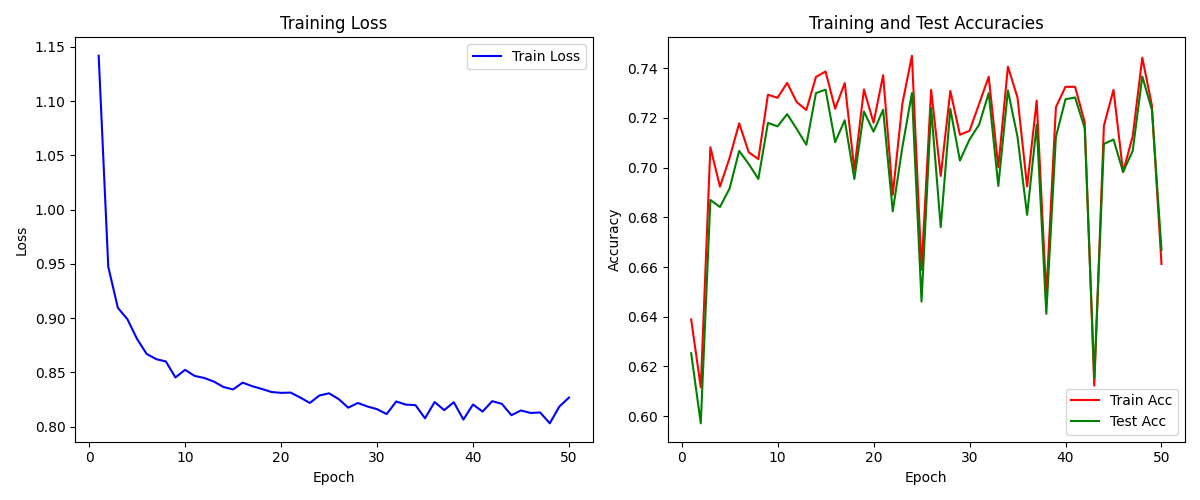 Training Loss
Train Loss
1.15
1.10
1.05
1.00
0.95
0.90
0.85
0.80
Loss
0 10 20 30 40 50
Epoch
Training and Test Accuracies
0.74
0.72
0.70
0.68
0.66
0.64
0.62
0.60
Accuracy
Train Acc
Test Acc
0 10 20 30 40 50
Epoch